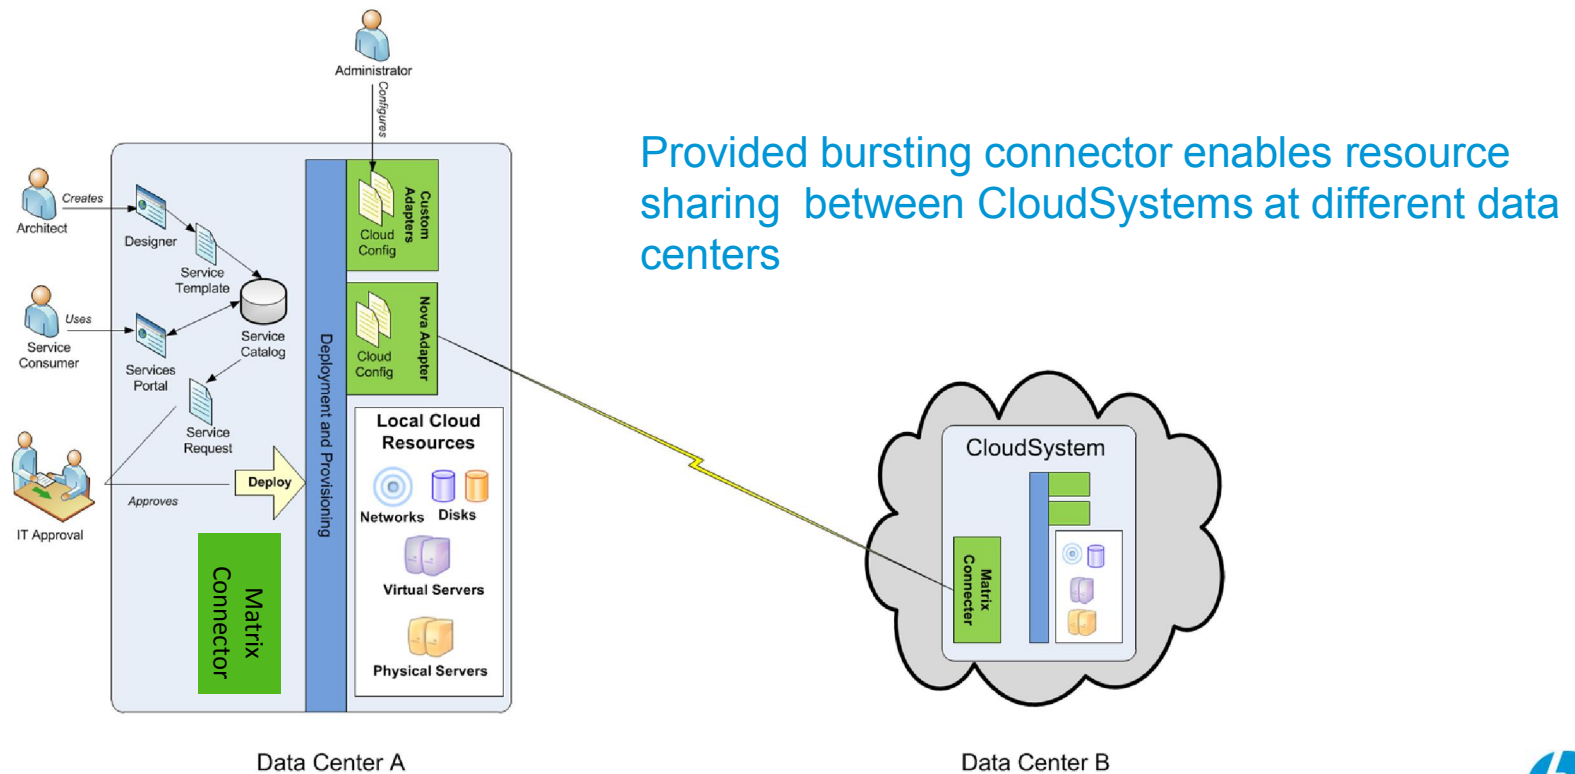 Administrator
Configures
Provided bursting connector enables resource
sharing between CloudSystems at different data
centers
Architect
Creates
Designer
Service
Template
Service
Consumer
Uses
Services
Portal
Service
Catalog
Service
Request
IT Approval
Approves
Deploy
Matrix
Connector
Deployment and Provisioning
Custom
Adapters
Cloud
Config
Nova Adapter
Cloud
Config
Local Cloud
Resources
Networks
Disks
Virtual Servers
Physical Servers
Data Center A
CloudSystem
Matrix
Connecter
Data Center B